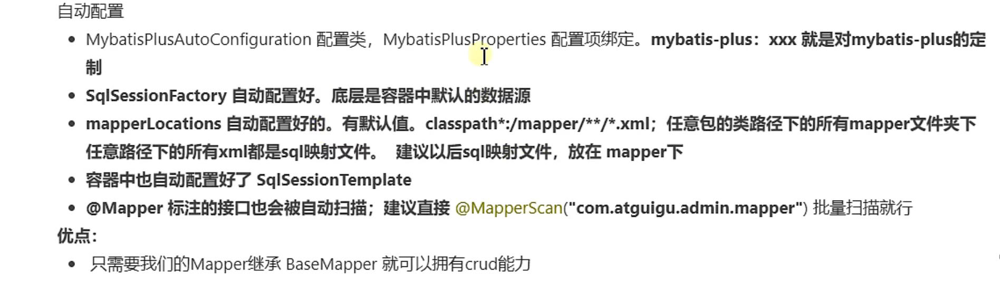 自动配置
• MybatisPlusAutoConfiguration 配置类，MybatisPlusProperties 配置项绑定。mybatis-plus：xxx 就是对mybatis-plus的定
制
• SqlSessionFactory 自动配置好。底层是容器中默认的数据源
• mapperLocations 自动配置好的。有默认值。classpath*:/mapper/**/*.xml；任意包的类路径下的所有mapper文件夹下
任意路径下的所有xml都是sql映射文件。 建议以后sql映射文件，放在 mapper下
• 容器中也自动配置好了 SqlSessionTemplate
• @Mapper 标注的接口也会被自动扫描；建议直接 @MapperScan("com.atguigu.admin.mapper") 批量扫描就行
优点：
• 只需要我们的Mapper继承 BaseMapper 就可以拥有crud能力